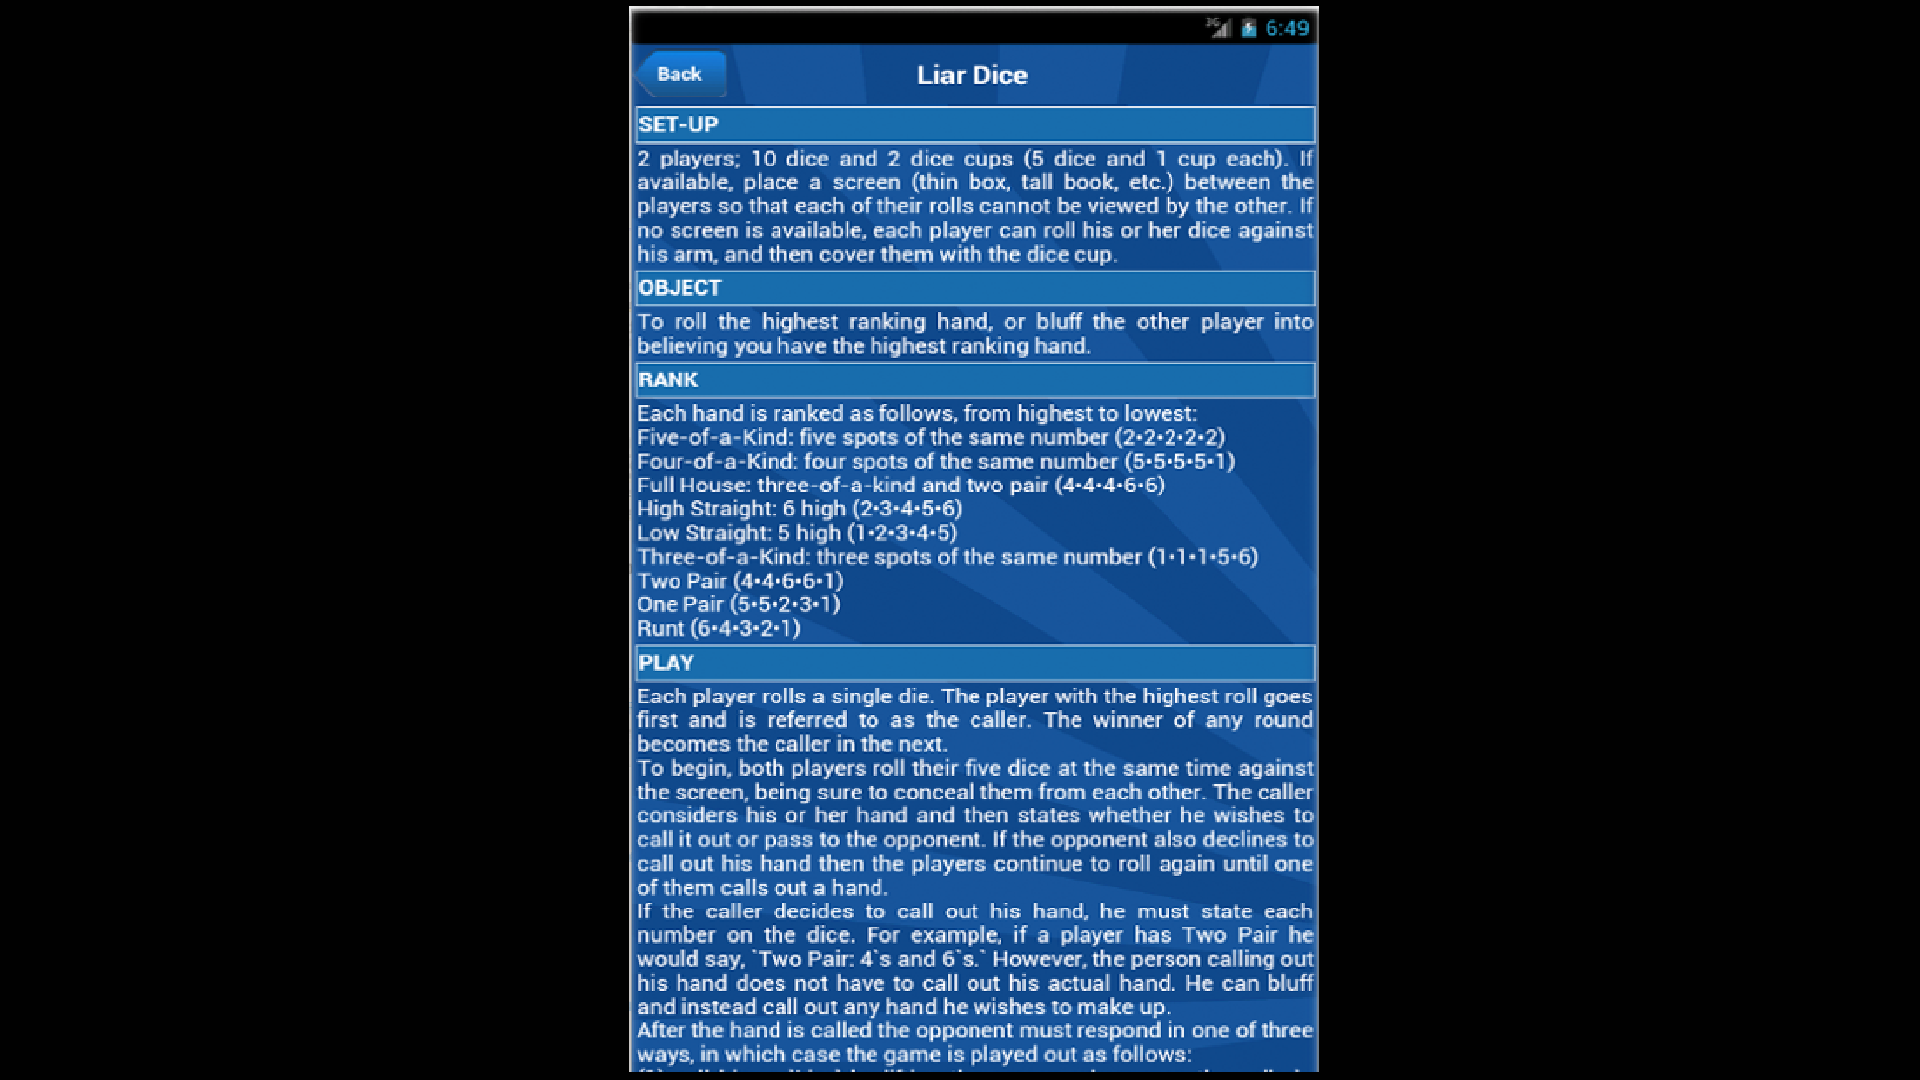 3G 6:49
Back
Liar Dice
SET-UP
2 players; 10 dice and 2 dice cups (5 dice and 1 cup each). If
available, place a screen (thin box, tall book, etc.) between the
players so that each of their rolls cannot be viewed by the other. If
no screen is available, each player can roll his or her dice against
his arm, and then cover them with the dice cup.
OBJECT
To roll the highest ranking hand, or bluff the other player into
believing you have the highest ranking hand.
RANK
Each hand is ranked as follows, from highest to lowest:
Five-of-a-Kind: five spots of the same number (2•2•2•2•2)
Four-of-a-Kind: four spots of the same number (5•5•5•5•1)
Full House: three-of-a-kind and two pair (4•4•4•6•6)
High Straight: 6 high (2•3•4•5•6)
Low Straight: 5 high (1•2•3•4•5)
Three-of-a-Kind: three spots of the same number (1•1•1•5•6)
Two Pair (4•4•6•6•1)
One Pair (5•5•2•3•1)
Runt (6•4•3•2•1)
PLAY
Each player rolls a single die. The player with the highest roll goes
first and is referred to as the caller. The winner of any round
becomes the caller in the next.
To begin, both players roll their five dice at the same time against
the screen, being sure to conceal them from each other. The caller
considers his or her hand and then states whether he wishes to
call it out or pass to the opponent. If the opponent also declines to
call out his hand then the players continue to roll again until one
of them calls out a hand.
If the caller decides to call out his hand, he must state each
number on the dice. For example, if a player has Two Pair he
would say, `Two Pair: 4`s and 6`s.` However, the person calling out
his hand does not have to call out his actual hand. He can bluff
and instead call out any hand he wishes to make up.
After the hand is called the opponent must respond in one of three
ways, in which case the game is played out as follows: